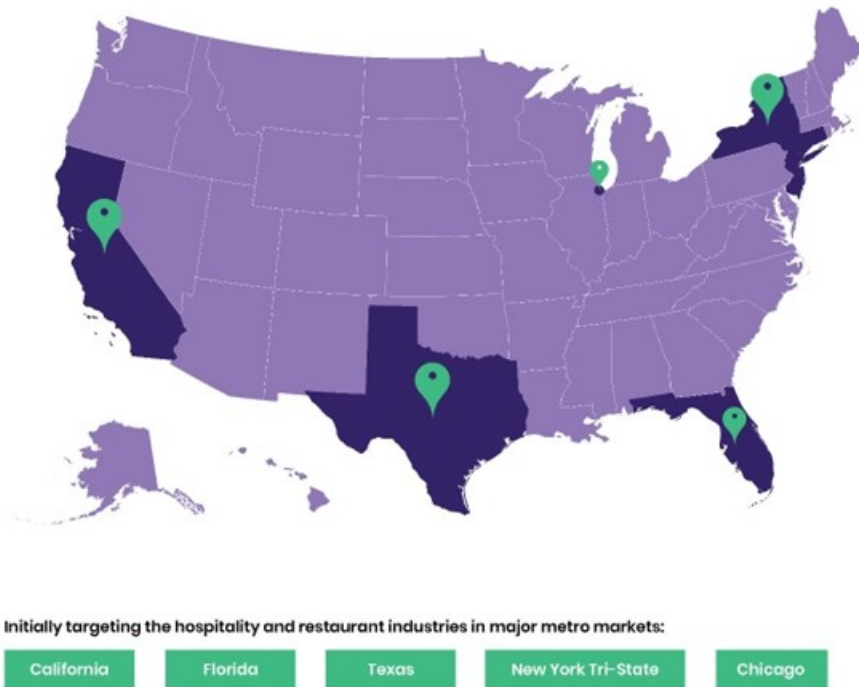 Initially targeting the hospitality and restaurant industries in major metro markets:
California Florida Texas New York Tri-State Chicago